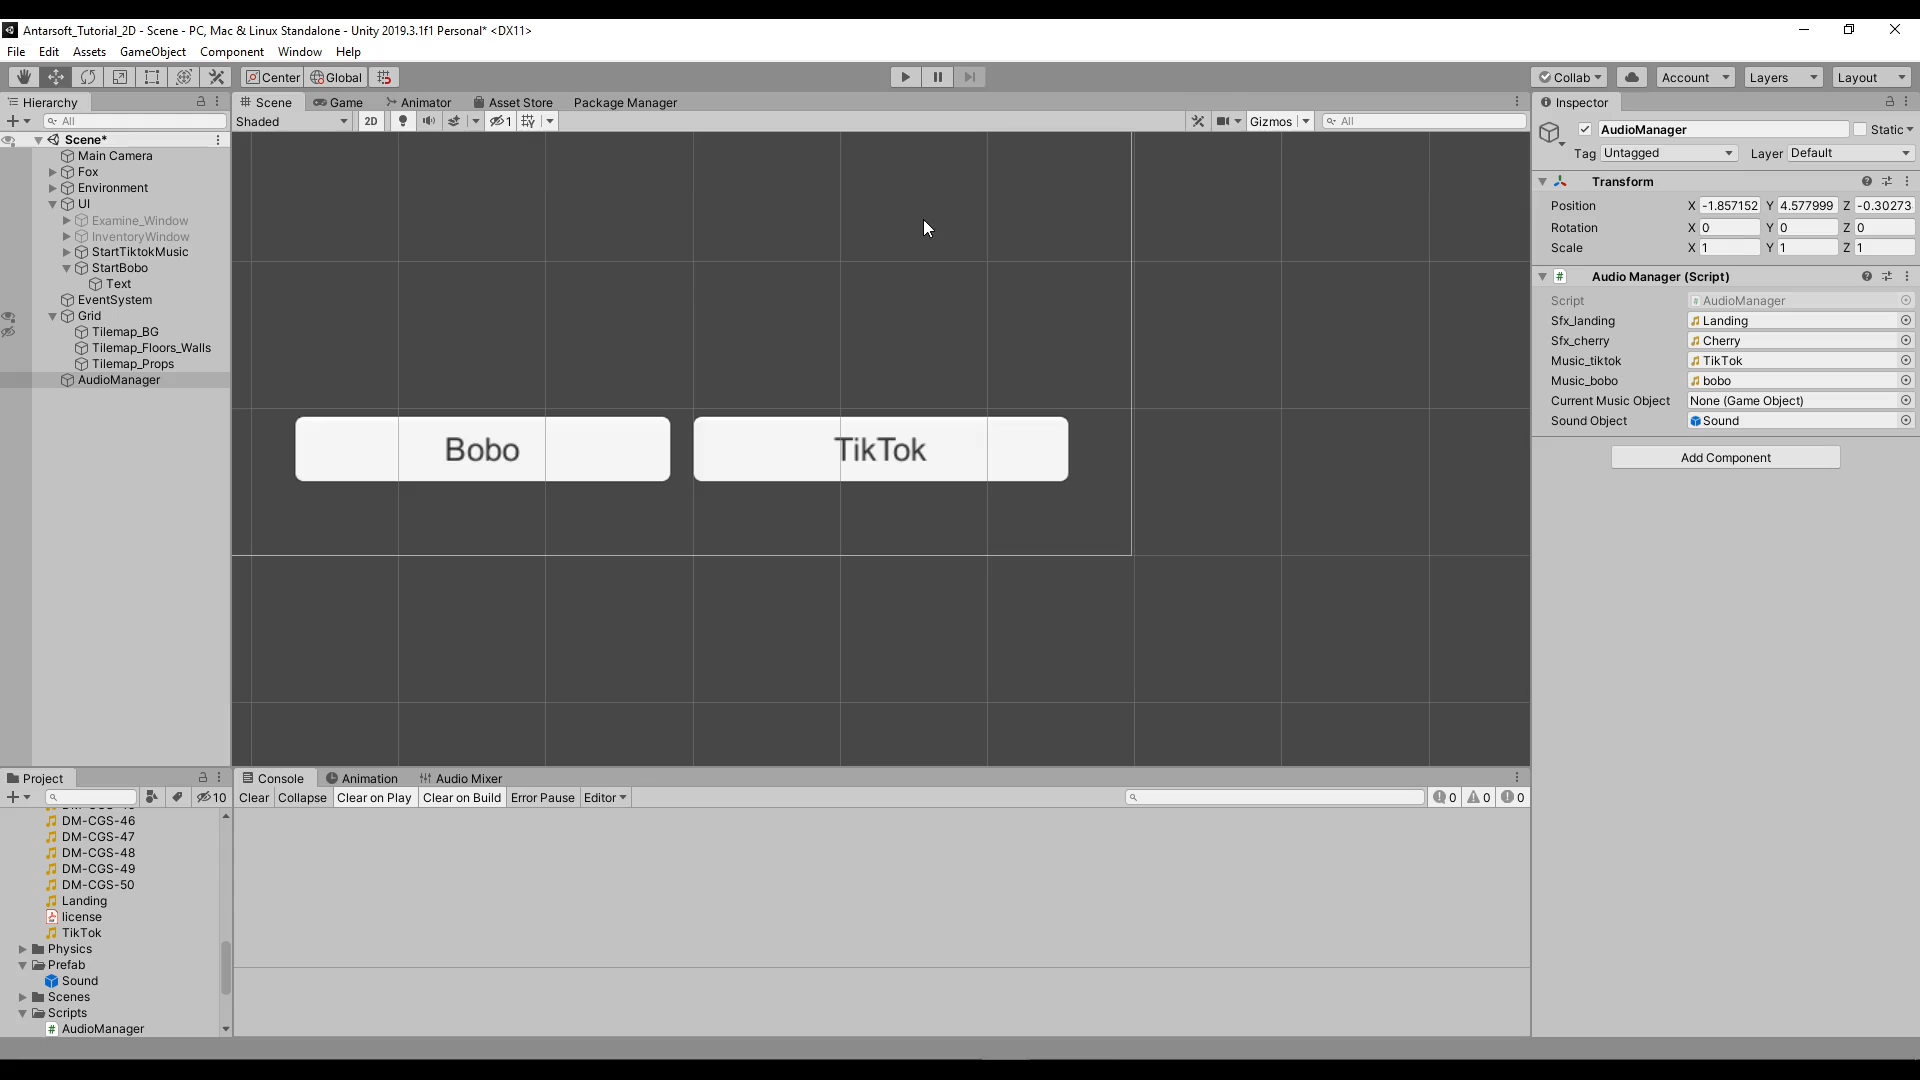 Antarsoft_Tutorial_2D - Scene - PC, Mac & Linux Standalone - Unity 2019.3.1f1 Personal* <DX11>
File Edit Assets GameObject Component Window Help
Center Global Collab Account Layers Layout
Hierarchy
All
Scene*
Main Camera
Fox
Environment
UI
Examine_Window
InventoryWindow
StartTiktokMusic
StartBobo
Text
EventSystem
Grid
Tilemap_BG
Tilemap_Floors_Walls
Tilemap_Props
AudioManager
Scene Game Animator Asset Store Package Manager
Shaded 2D 1 Gizmos All
Bobo TikTok
Inspector
AudioManager Static
Tag Untagged Layer Default
Transform
Position X -1.857152 Y 4.577999 Z -0.30273
Rotation X 0 Y 0 Z 0
Scale X 1 Y 1 Z 1
# Audio Manager (Script)
Script # AudioManager
Sfx_landing Landing
Sfx_cherry Cherry
Music_tiktok TikTok
Music_bobo bobo
Current Music Object None (Game Object)
Sound Object Sound
Add Component
Project
10
DM-CGS-46
DM-CGS-47
DM-CGS-48
DM-CGS-49
DM-CGS-50
Landing
license
TikTok
Physics
Prefab
Sound
Scenes
Scripts
# AudioManager
Console Animation Audio Mixer
Clear Collapse Clear on Play Clear on Build Error Pause Editor 0 0 0